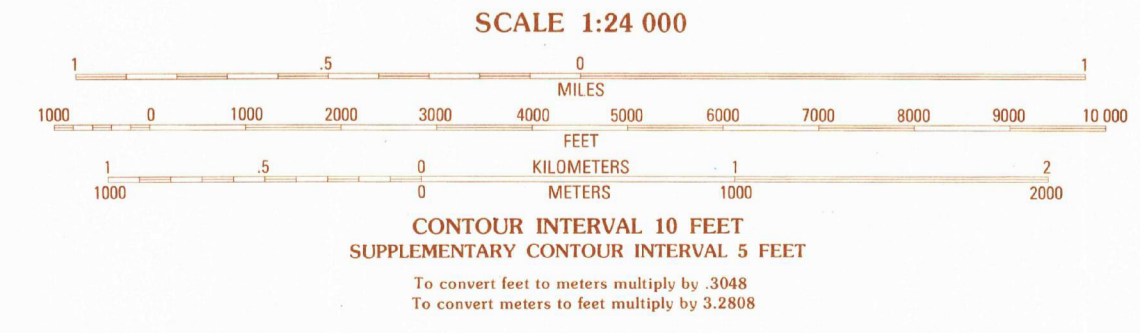 SCALE 1:24 000
1 .5 0 1
MILES
1000 0 1000 2000 3000 4000 5000 6000 7000 8000 9000 10 000
FEET
1 .5 0 KILOMETERS 1 2
1000 0 METERS 1000 2000
CONTOUR INTERVAL 10 FEET
SUPPLEMENTARY CONTOUR INTERVAL 5 FEET
To convert feet to meters multiply by .3048
To convert meters to feet multiply by 3.2808